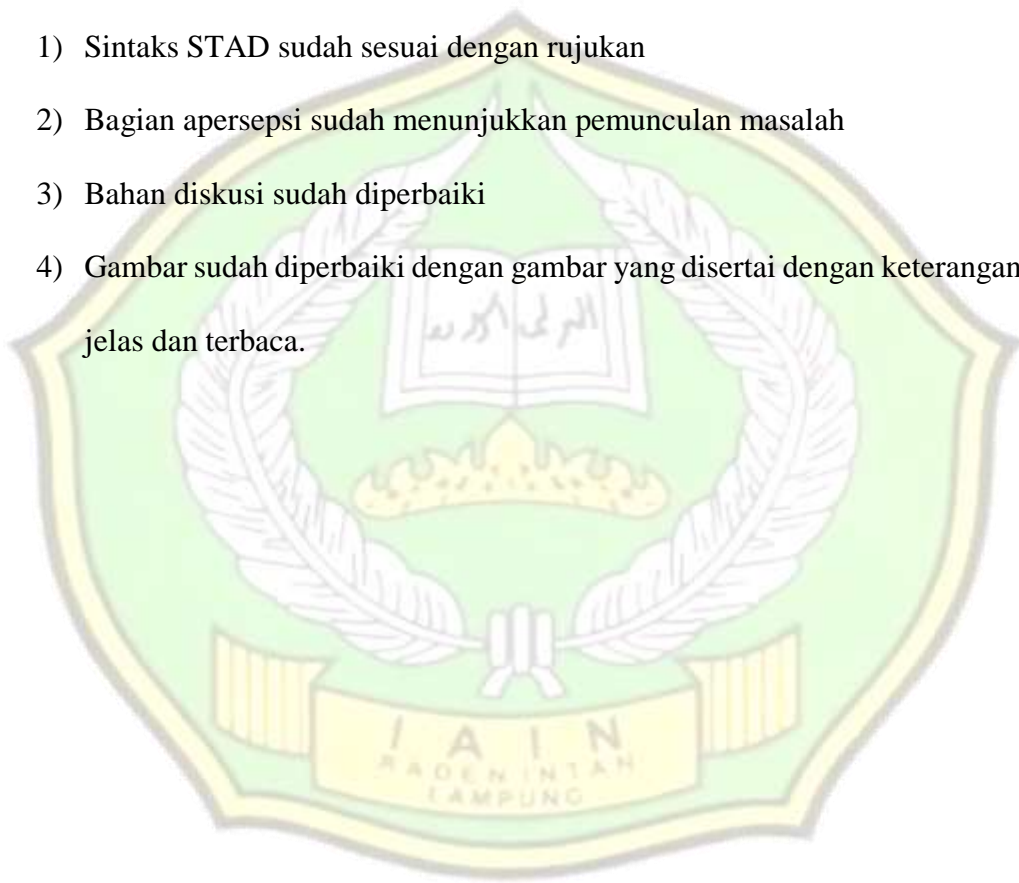 1) Sintaks STAD sudah sesuai dengan rujukan
2) Bagian apersepsi sudah menunjukkan pemunculan masalah
3) Bahan diskusi sudah diperbaiki
4) Gambar sudah diperbaiki dengan gambar yang disertai dengan keterangan
jelas dan terbaca.
I A I N
RADEN INTAN
LAMPUNG